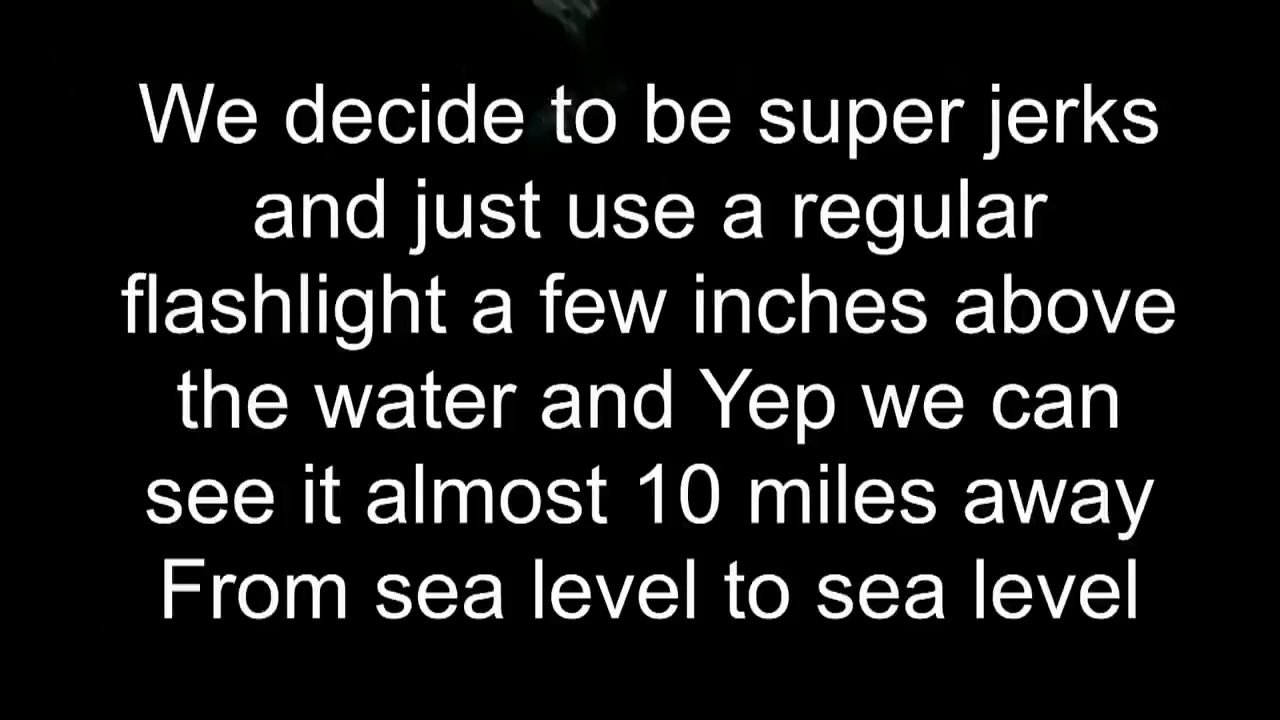 We decide to be super jerks
and just use a regular
flashlight a few inches above
the water and Yep we can
see it almost 10 miles away
From sea level to sea level